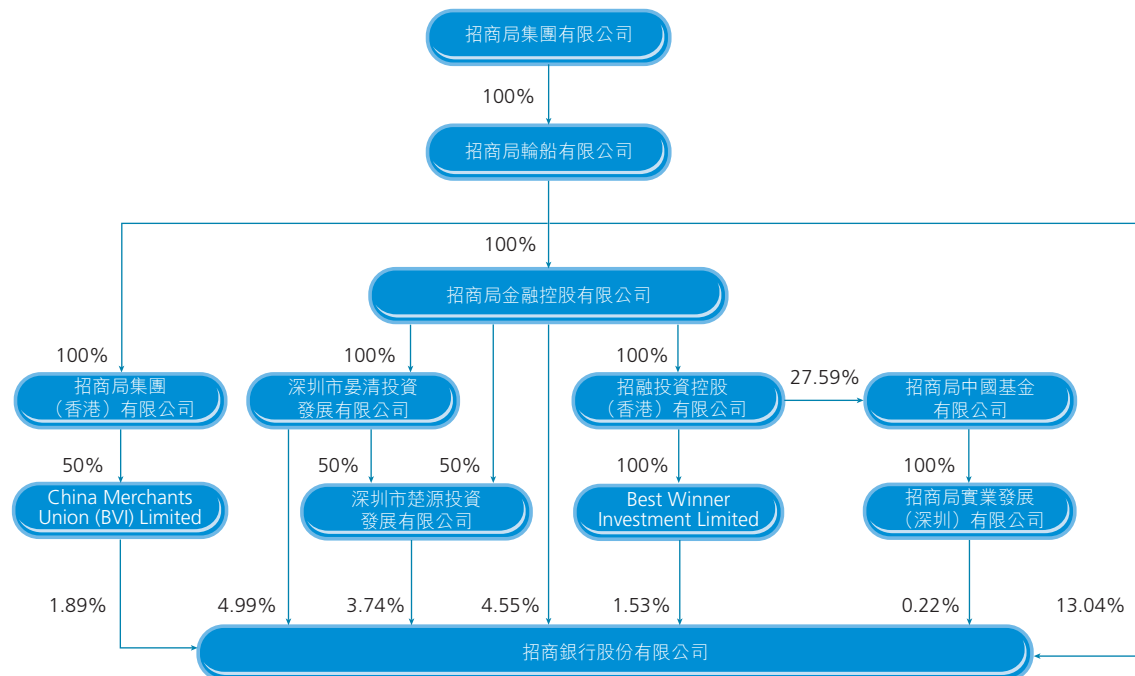 招商局集團有限公司
100%
招商局輪船有限公司
100%
招商局金融控股有限公司
100%
100%
100%
27.59%
招商局集團
（香港）有限公司
深圳市晏清投資
發展有限公司
招融投資控股
（香港）有限公司
招商局中國基金
有限公司
50%
50%
50%
100%
100%
China Merchants
Union (BVI) Limited
深圳市楚源投資
發展有限公司
Best Winner
Investment Limited
招商局實業發展
（深圳）有限公司
1.89%
4.99%
3.74%
4.55%
1.53%
0.22%
13.04%
招商銀行股份有限公司